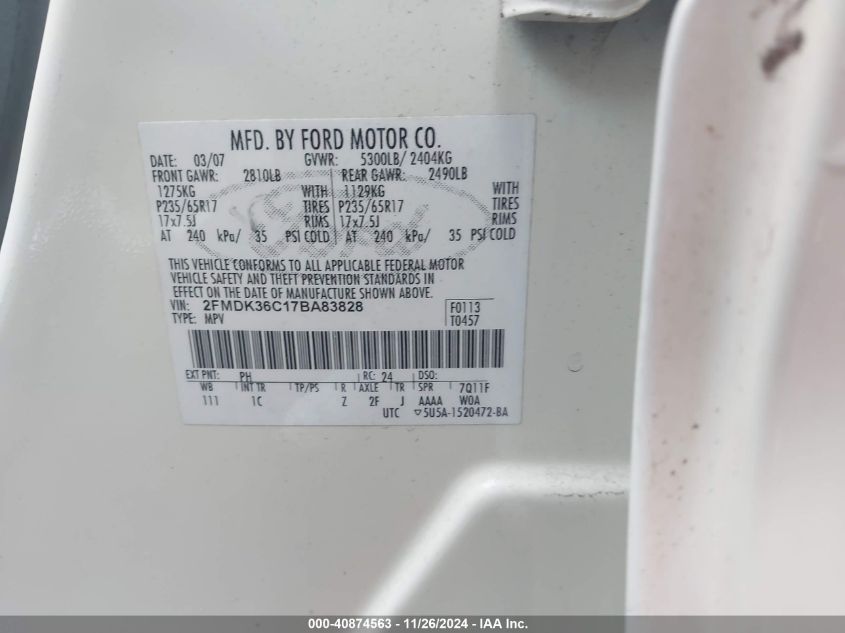 MFD. BY FORD MOTOR CO.
DATE: 03/07 GVWR: 5300LB/ 2404KG
FRONT GAWR: 2810LB REAR GAWR: 2490LB
1275KG WITH 1129KG WITH
P235/65R17 TIRES P235/65R17 TIRES
17x7.5J RIMS 17x7.5J RIMS
AT 240 kPa/ 35 PSI COLD AT 240 kPa/ 35 PSI COLD
THIS VEHICLE CONFORMS TO ALL APPLICABLE FEDERAL MOTOR
VEHICLE SAFETY AND THEFT PREVENTION STANDARDS IN
EFFECT ON THE DATE OF MANUFACTURE SHOWN ABOVE.
VIN: 2FMDK36C17BA83828 F0113
TYPE: MPV T0457
EXT PNT: PH RC: 24 DSO:
WB INT TR TP/PS R AXLE TR SPR 7Q11F
111 1C Z 2F J AAAA WOA
UTC ▽5U5A-1520472-BA
000-40874563 - 11/26/2024 - IAA Inc.